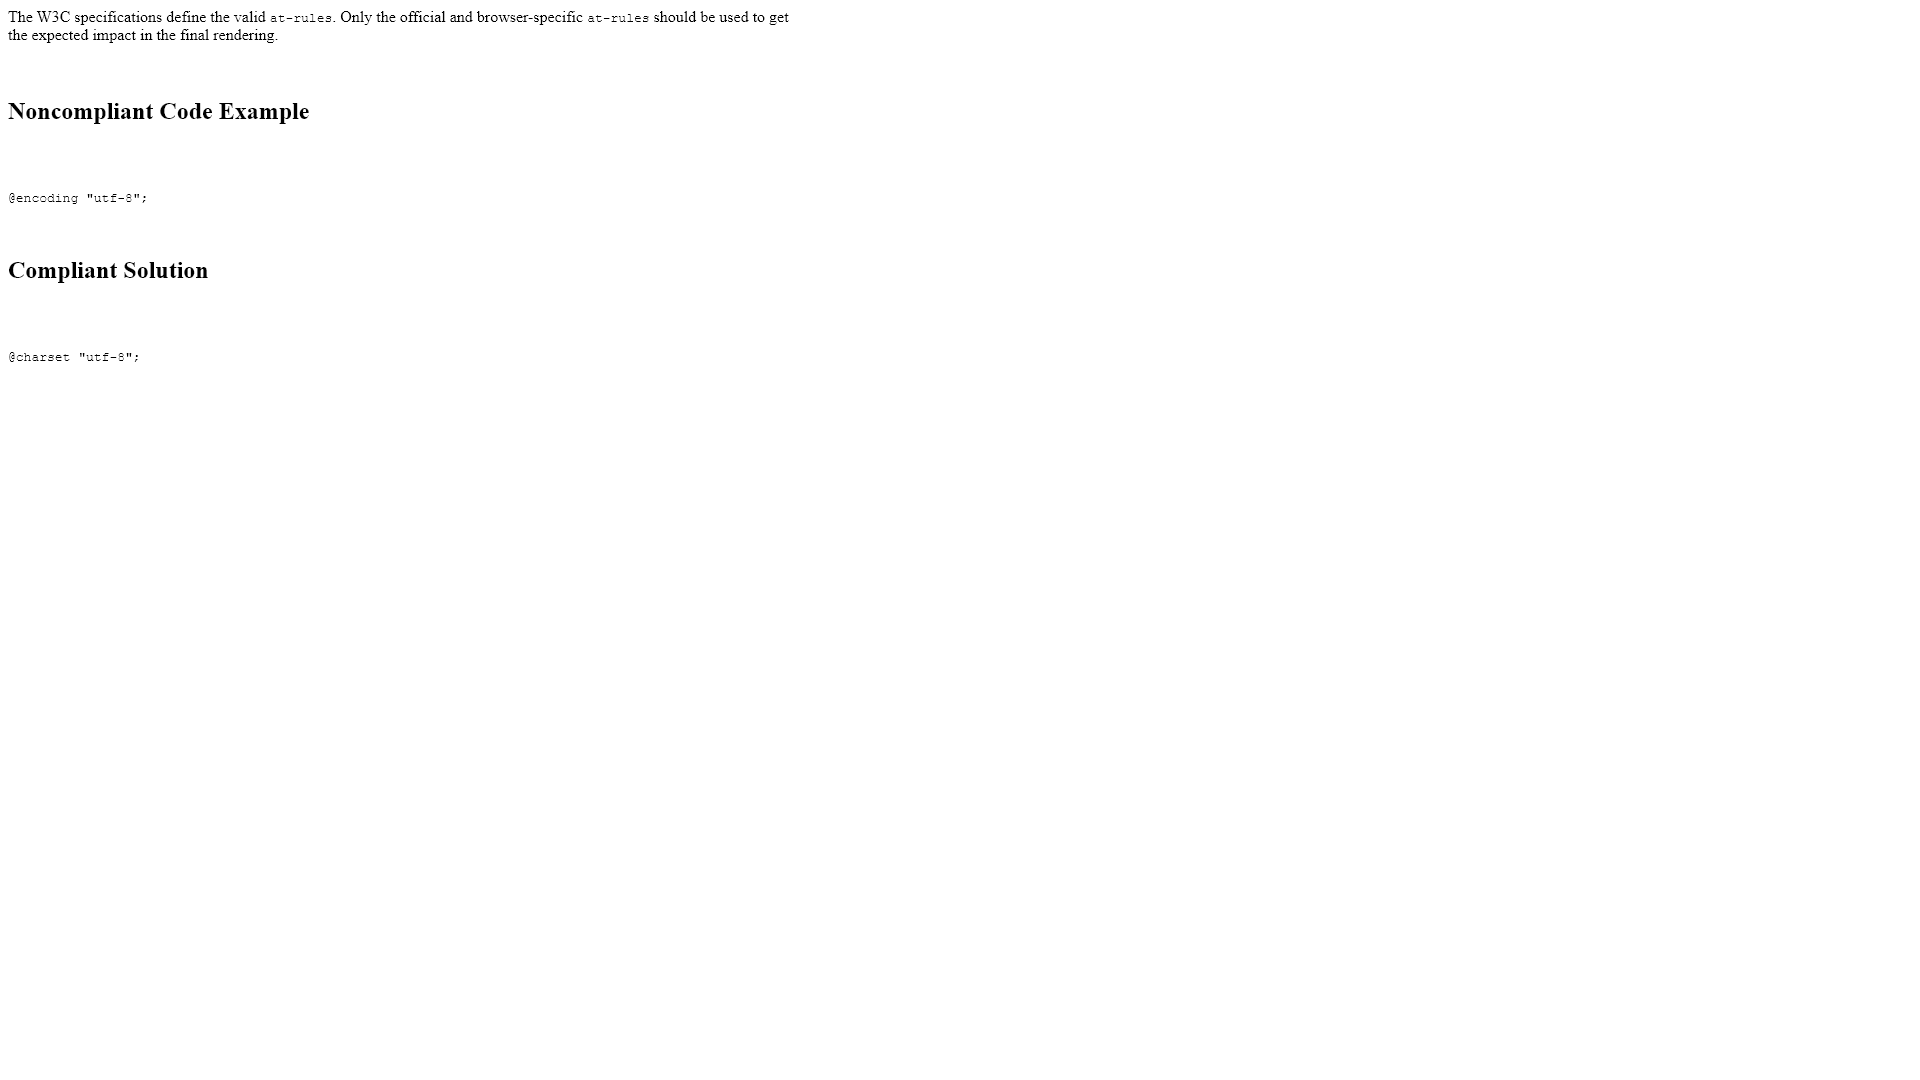 The W3C specifications define the valid at-rules. Only the official and browser-specific at-rules should be used to get
the expected impact in the final rendering.
Noncompliant Code Example
@encoding "utf-8";
Compliant Solution
@charset "utf-8";